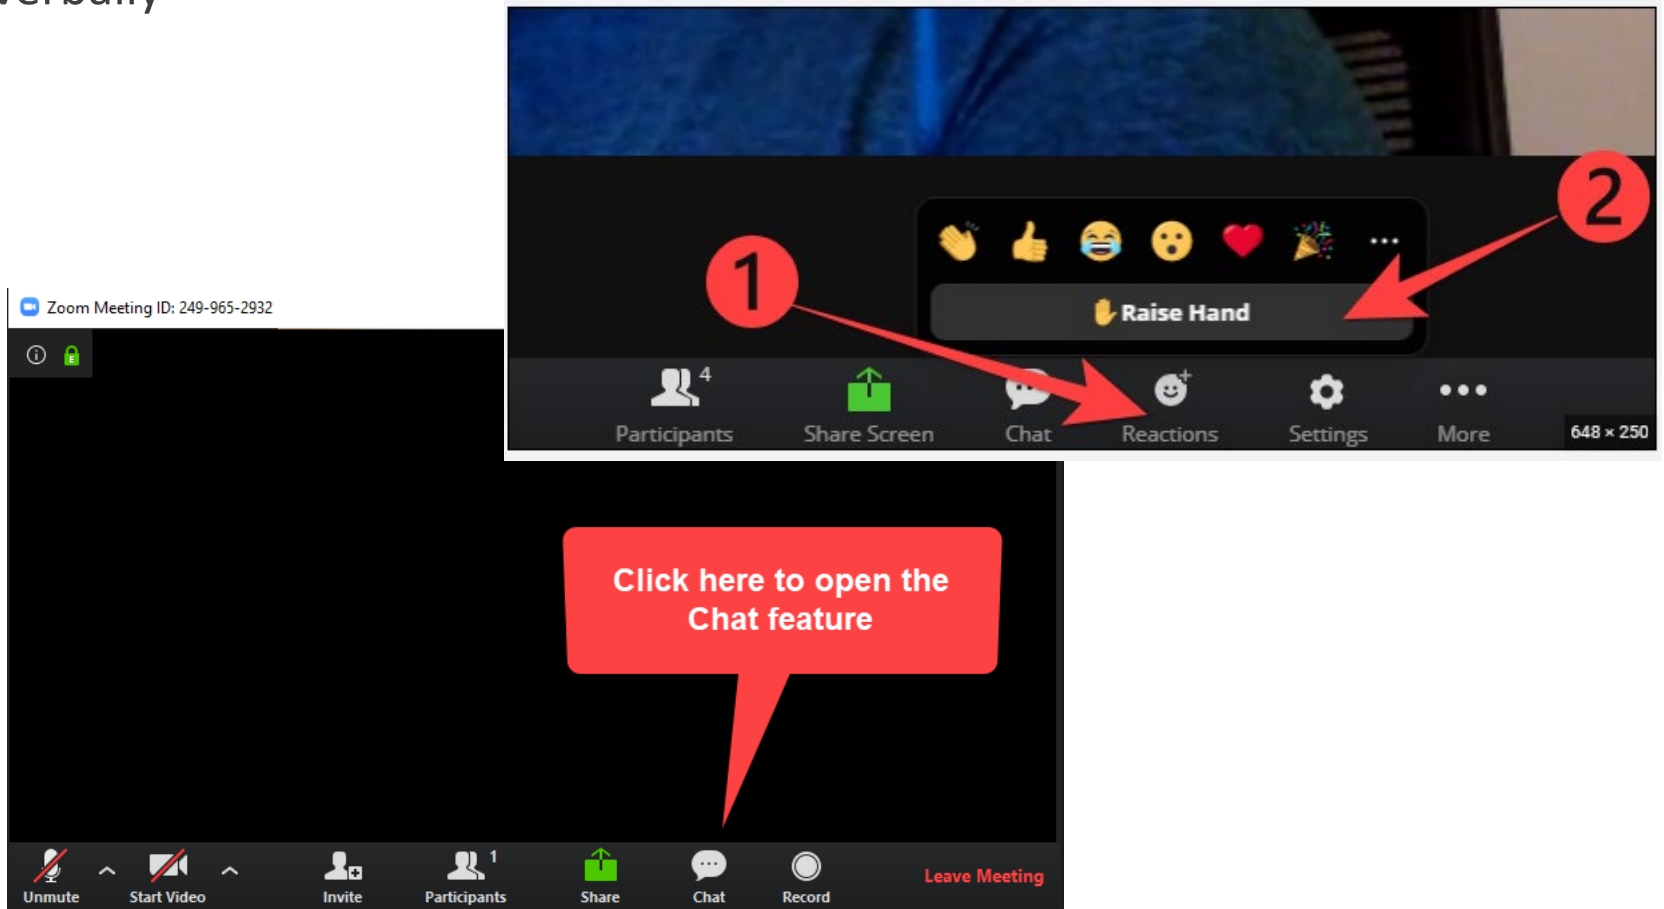 2
1
Raise Hand
4
Participants
Share Screen
Chat
Reactions
Settings
More
648 × 250
Zoom Meeting ID: 249-965-2932
E
Click here to open the
Chat feature
1
Unmute
Start Video
Invite
Participants
Share
Chat
Record
Leave Meeting